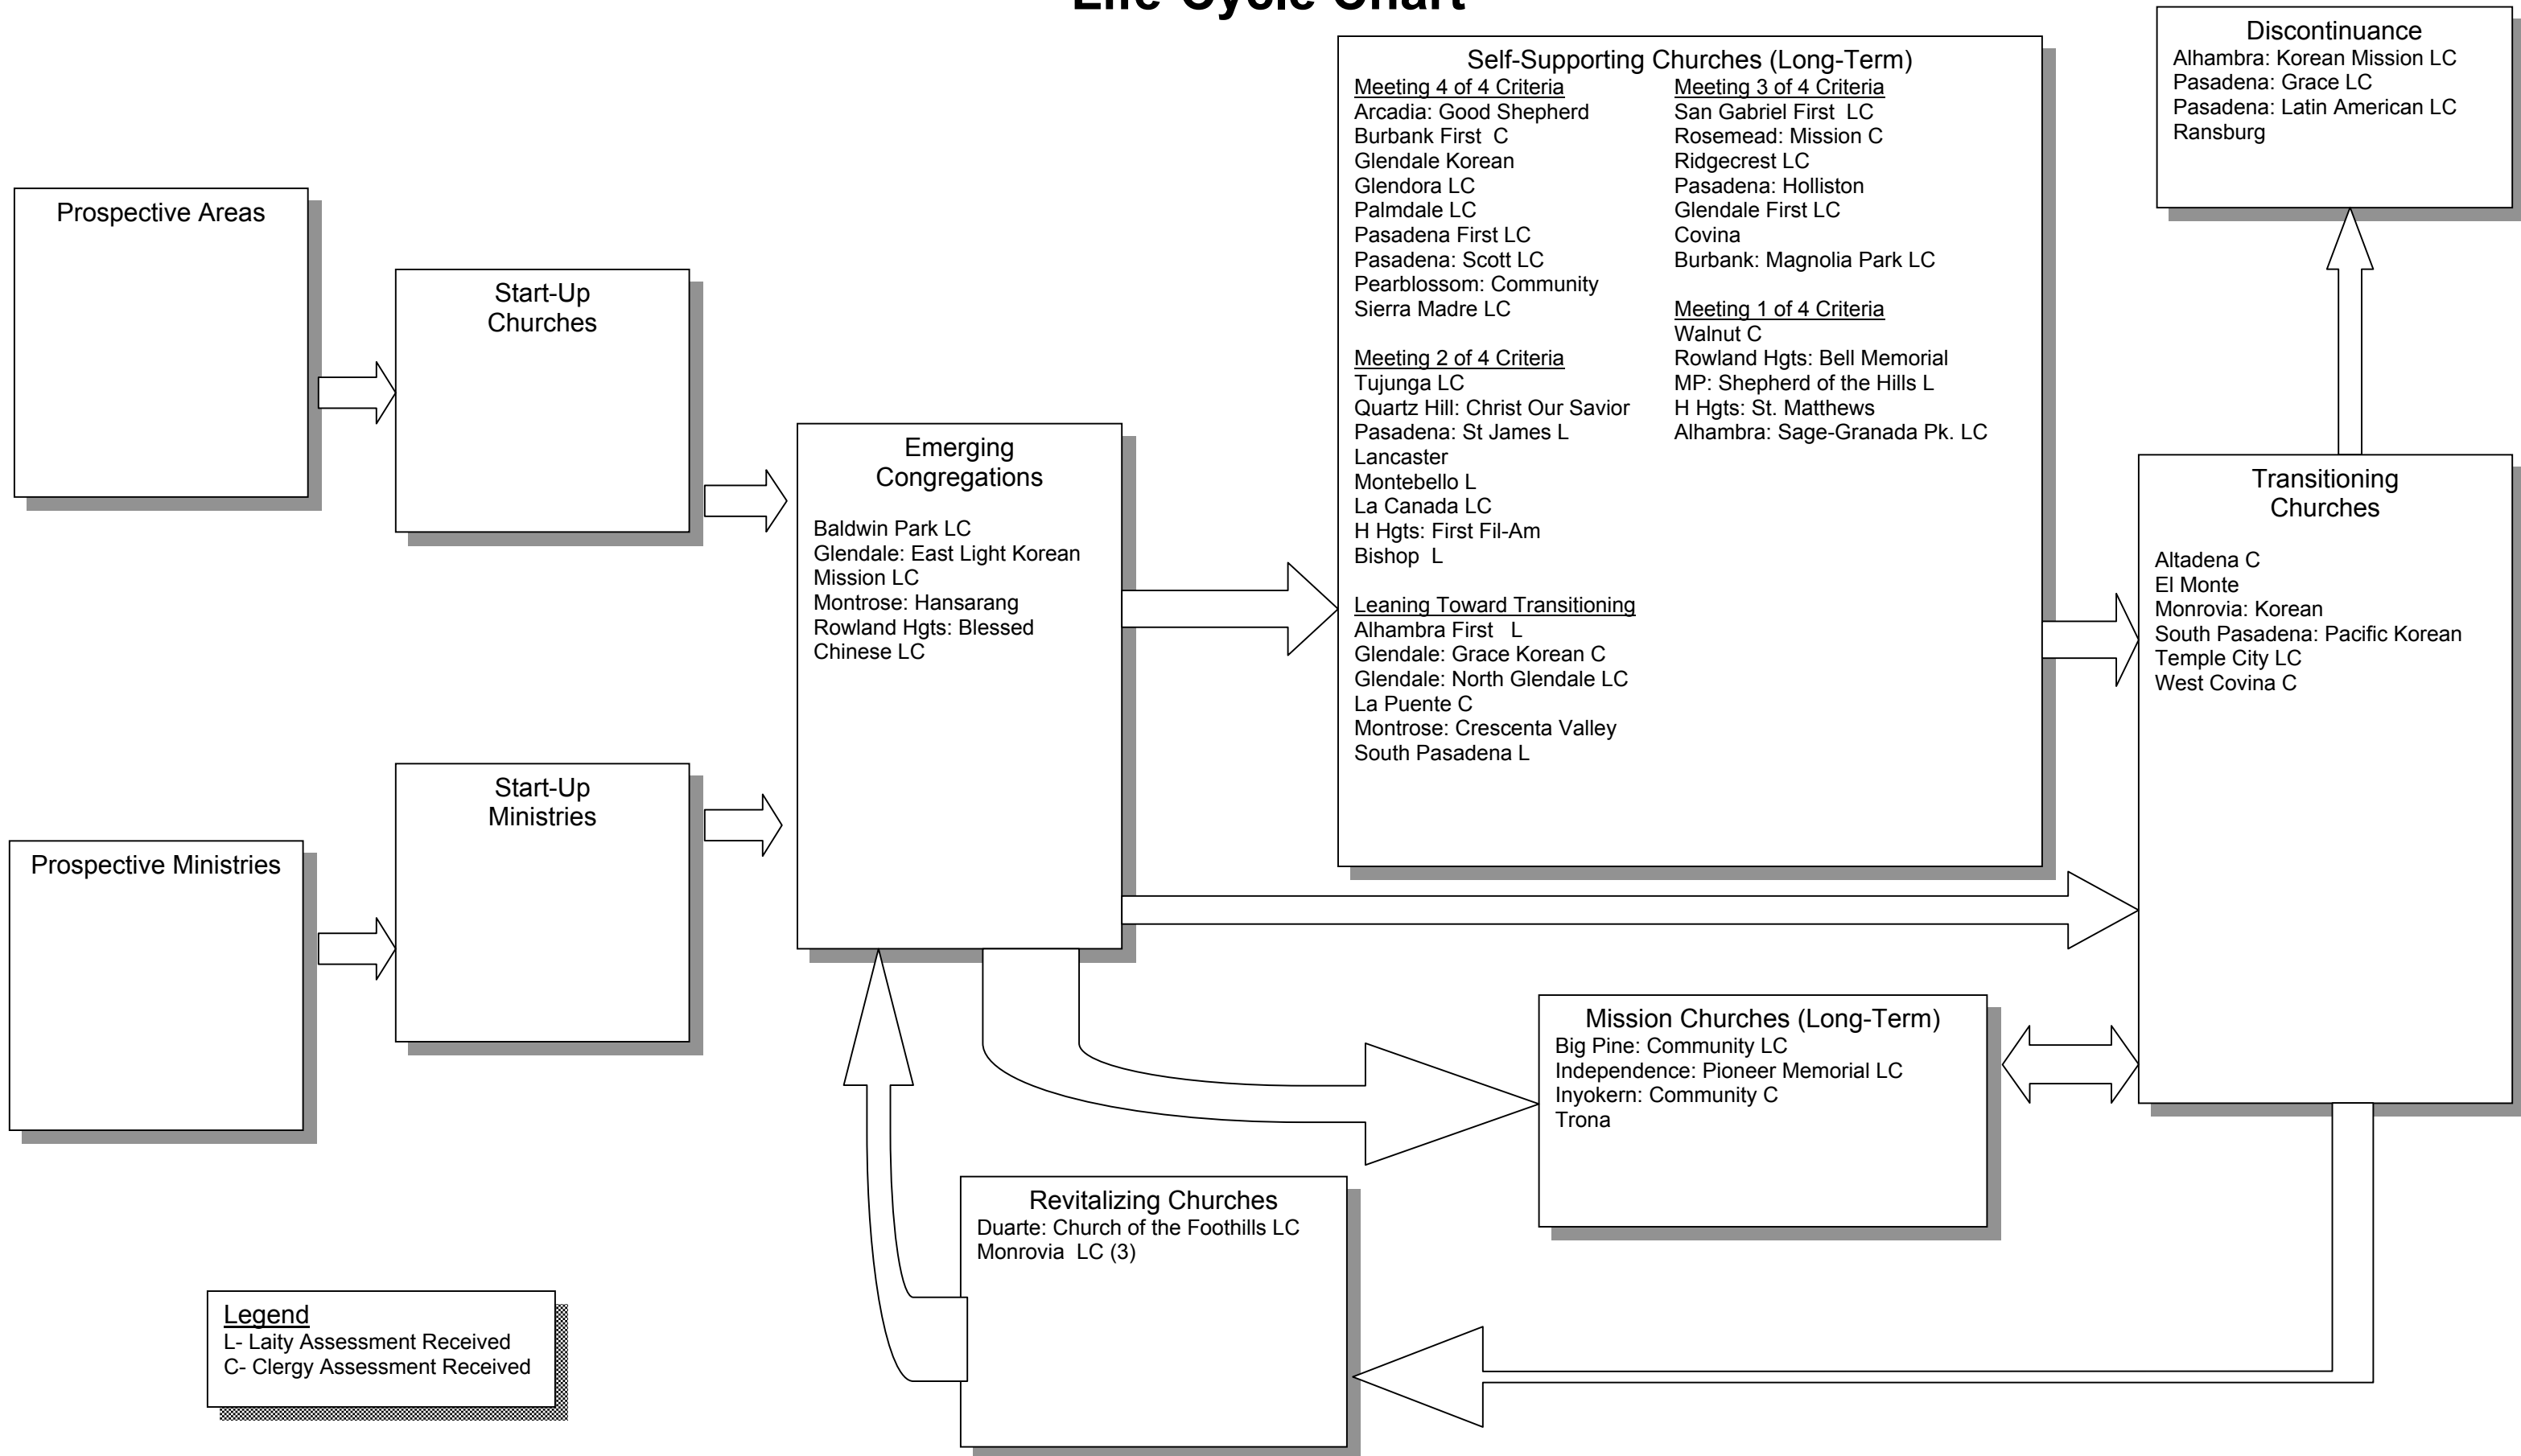 Life Cycle Chart
Discontinuance
Alhambra: Korean Mission LC
Pasadena: Grace LC
Pasadena: Latin American LC
Ransburg
Self-Supporting Churches (Long-Term)
Meeting 4 of 4 Criteria
Arcadia: Good Shepherd
Burbank First C
Glendale Korean
Glendora LC
Palmdale LC
Pasadena First LC
Pasadena: Scott LC
Pearblossom: Community
Sierra Madre LC
Meeting 2 of 4 Criteria
Tujunga LC
Quartz Hill: Christ Our Savior
Pasadena: St James L
Lancaster
Montebello L
La Canada LC
H Hgts: First Fil-Am
Bishop L
Leaning Toward Transitioning
Alhambra First L
Glendale: Grace Korean C
Glendale: North Glendale LC
La Puente C
Montrose: Crescenta Valley
South Pasadena L
Meeting 3 of 4 Criteria
San Gabriel First LC
Rosemead: Mission C
Ridgecrest LC
Pasadena: Holliston
Glendale First LC
Covina
Burbank: Magnolia Park LC
Meeting 1 of 4 Criteria
Walnut C
Rowland Hgts: Bell Memorial
MP: Shepherd of the Hills L
H Hgts: St. Matthews
Alhambra: Sage-Granada Pk. LC
Prospective Areas
Start-Up
Churches
Emerging
Congregations
Baldwin Park LC
Glendale: East Light Korean
Mission LC
Montrose: Hansarang
Rowland Hgts: Blessed
Chinese LC
Transitioning
Churches
Altadena C
El Monte
Monrovia: Korean
South Pasadena: Pacific Korean
Temple City LC
West Covina C
Start-Up
Ministries
Prospective Ministries
Mission Churches (Long-Term)
Big Pine: Community LC
Independence: Pioneer Memorial LC
Inyokern: Community C
Trona
Revitalizing Churches
Duarte: Church of the Foothills LC
Monrovia LC (3)
Legend
L- Laity Assessment Received
C- Clergy Assessment Received